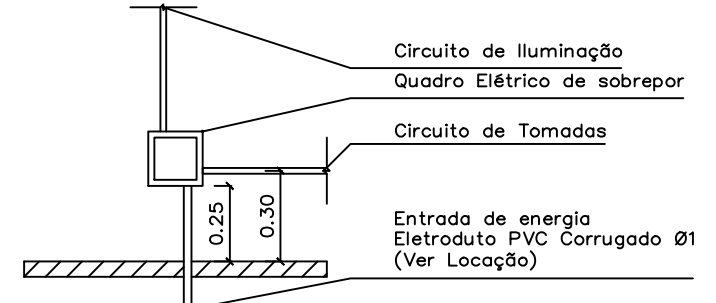 Circuito de Iluminação
Quadro Elétrico de sobrepor
Circuito de Tomadas
0.25
0.30
Entrada de energia
Eletroduto PVC Corrugado Ø1
(Ver Locação)